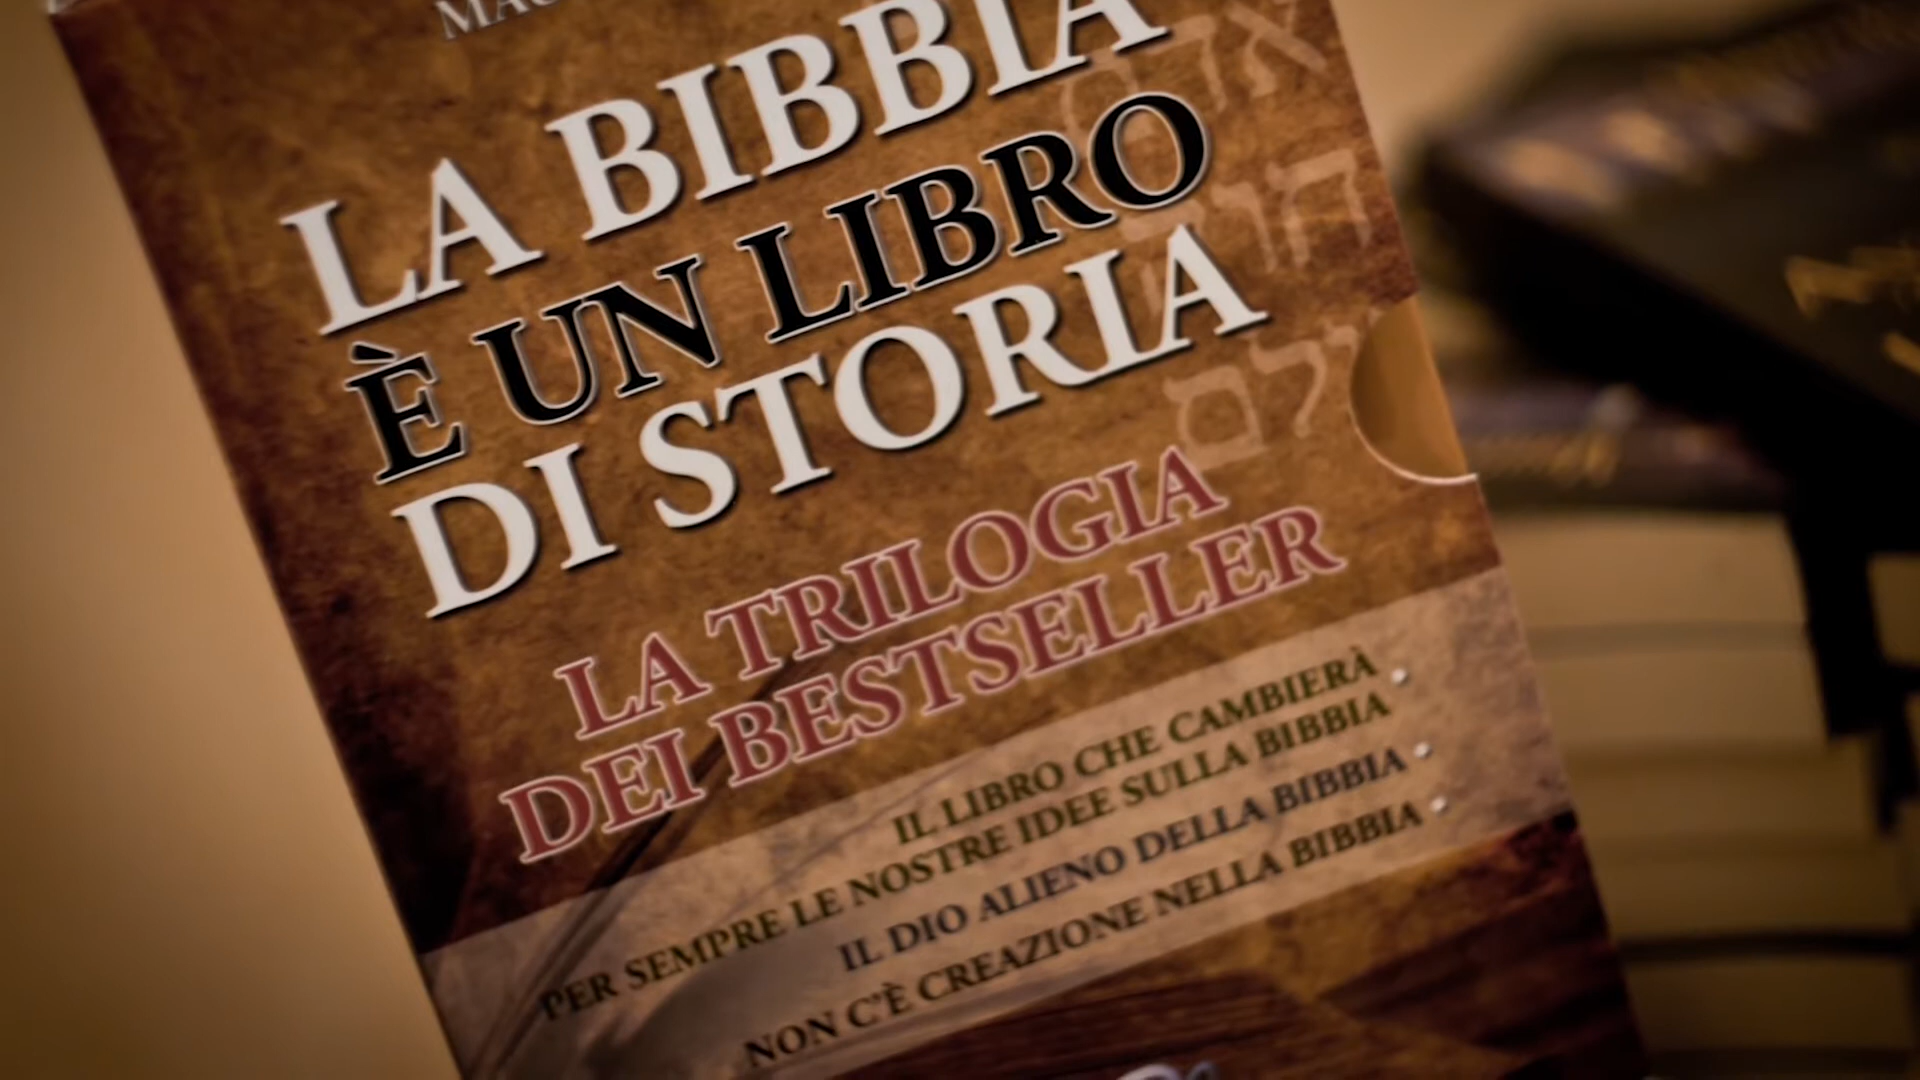 LA BIBBIA
È UN LIBRO
DI STORIA
LA TRILOGIA
DEI BESTSELLER
IL LIBRO CHE CAMBIERÀ
PER SEMPRE LE NOSTRE IDEE SULLA BIBBIA
IL DIO ALIENO DELLA BIBBIA
NON C'È CREAZIONE NELLA BIBBIA